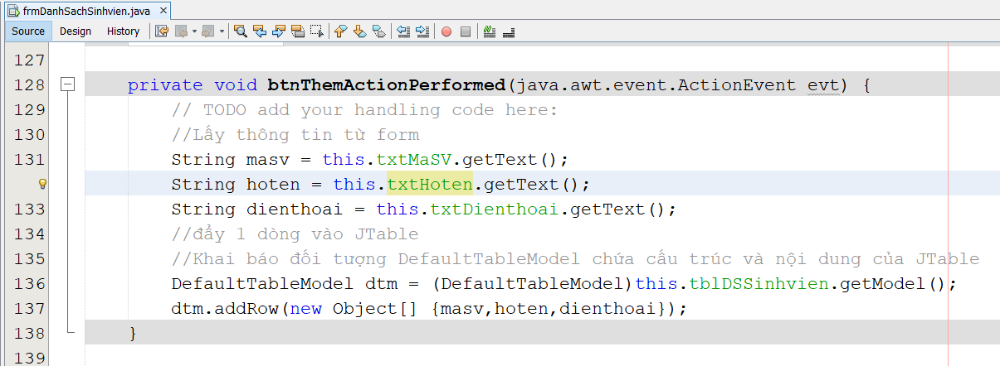 frmDanhSachSinhvien.java
Source Design History
127
128 private void btnThemActionPerformed(java.awt.event.ActionEvent evt) {
129 // TODO add your handling code here:
130 //Lấy thông tin từ form
131 String masv = this.txtMaSV.getText();
String hoten = this.txtHoten.getText();
133 String dienthoai = this.txtDienthoai.getText();
134 //đẩy 1 dòng vào JTable
135 //Khai báo đối tượng DefaultTableModel chứa cấu trúc và nội dung của JTable
136 DefaultTableModel dtm = (DefaultTableModel)this.tblDSSinhvien.getModel();
137 dtm.addRow(new Object[] {masv,hoten,dienthoai});
138 }
139